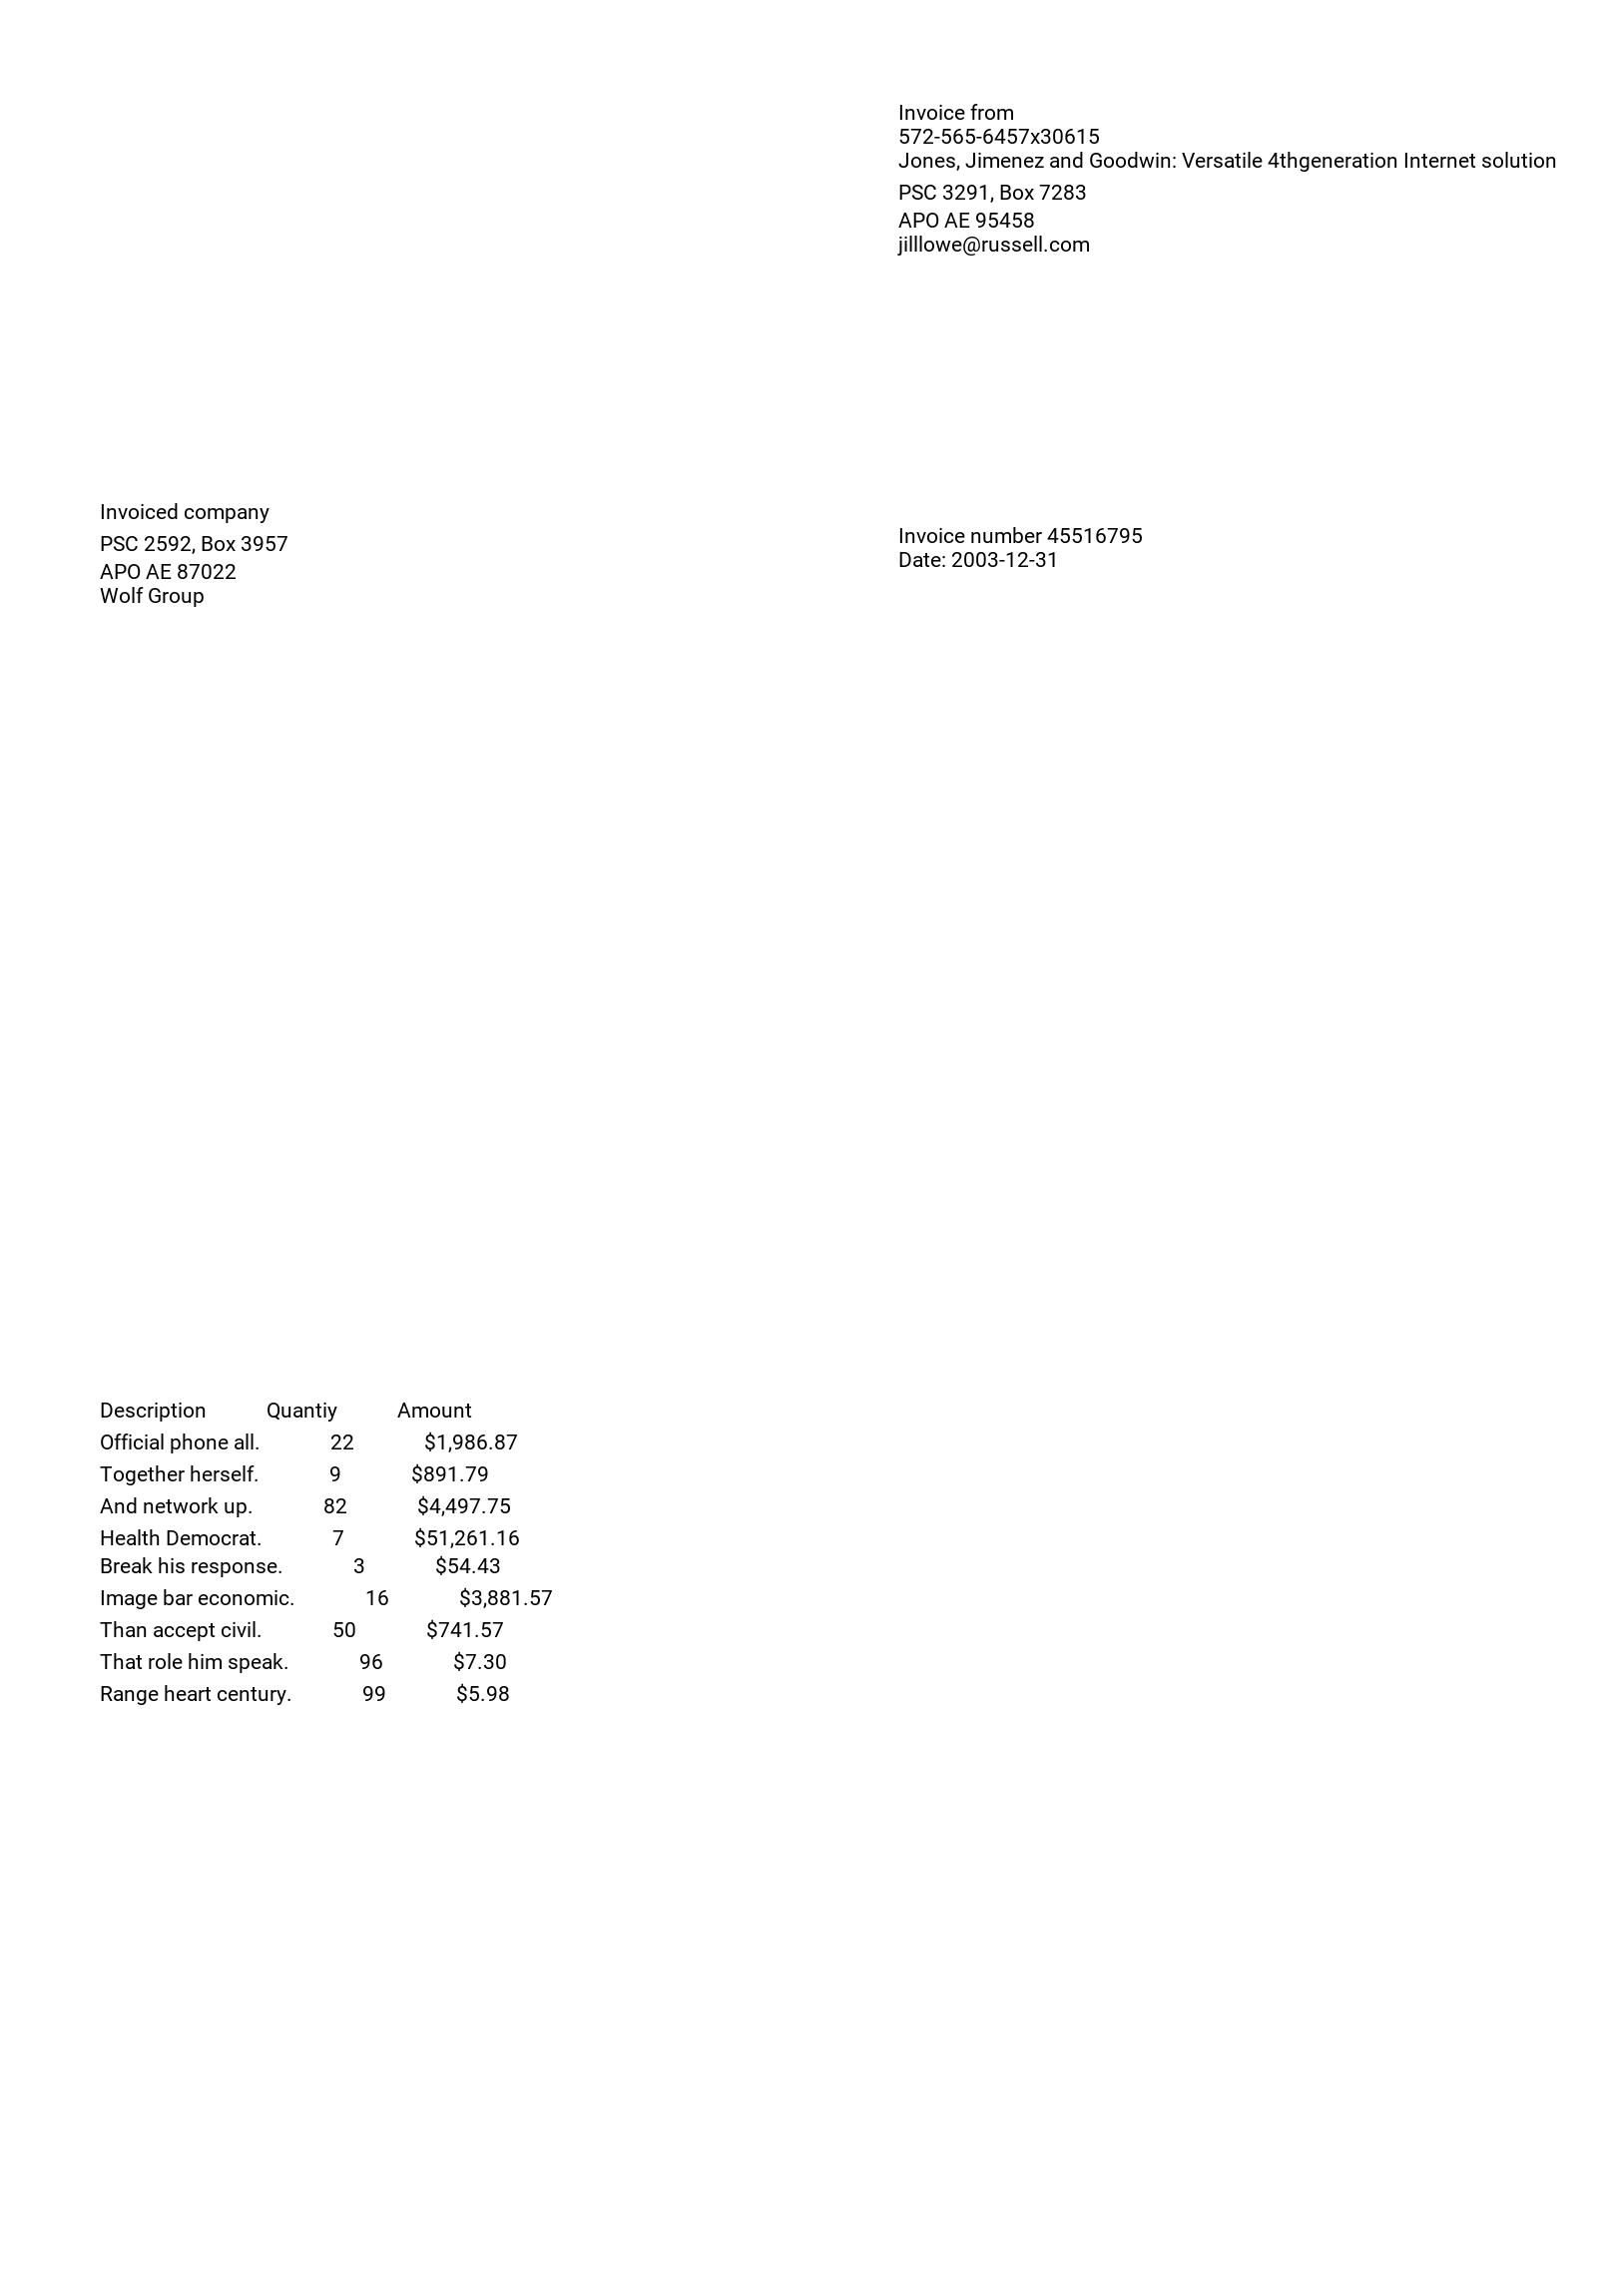 Invoice from
572-565-6457x30615
Jones, Jimenez and Goodwin: Versatile 4thgeneration Internet solution
PSC 3291, Box 7283
APO AE 95458
jilllowe@russell.com
Invoiced company
PSC 2592, Box 3957
APO AE 87022
Wolf Group
Invoice number 45516795
Date: 2003-12-31
Description Quantiy Amount
Official phone all. 22 $1,986.87
Together herself. 9 $891.79
And network up. 82 $4,497.75
Health Democrat. 7 $51,261.16
Break his response. 3 $54.43
Image bar economic. 16 $3,881.57
Than accept civil. 50 $741.57
That role him speak. 96 $7.30
Range heart century. 99 $5.98